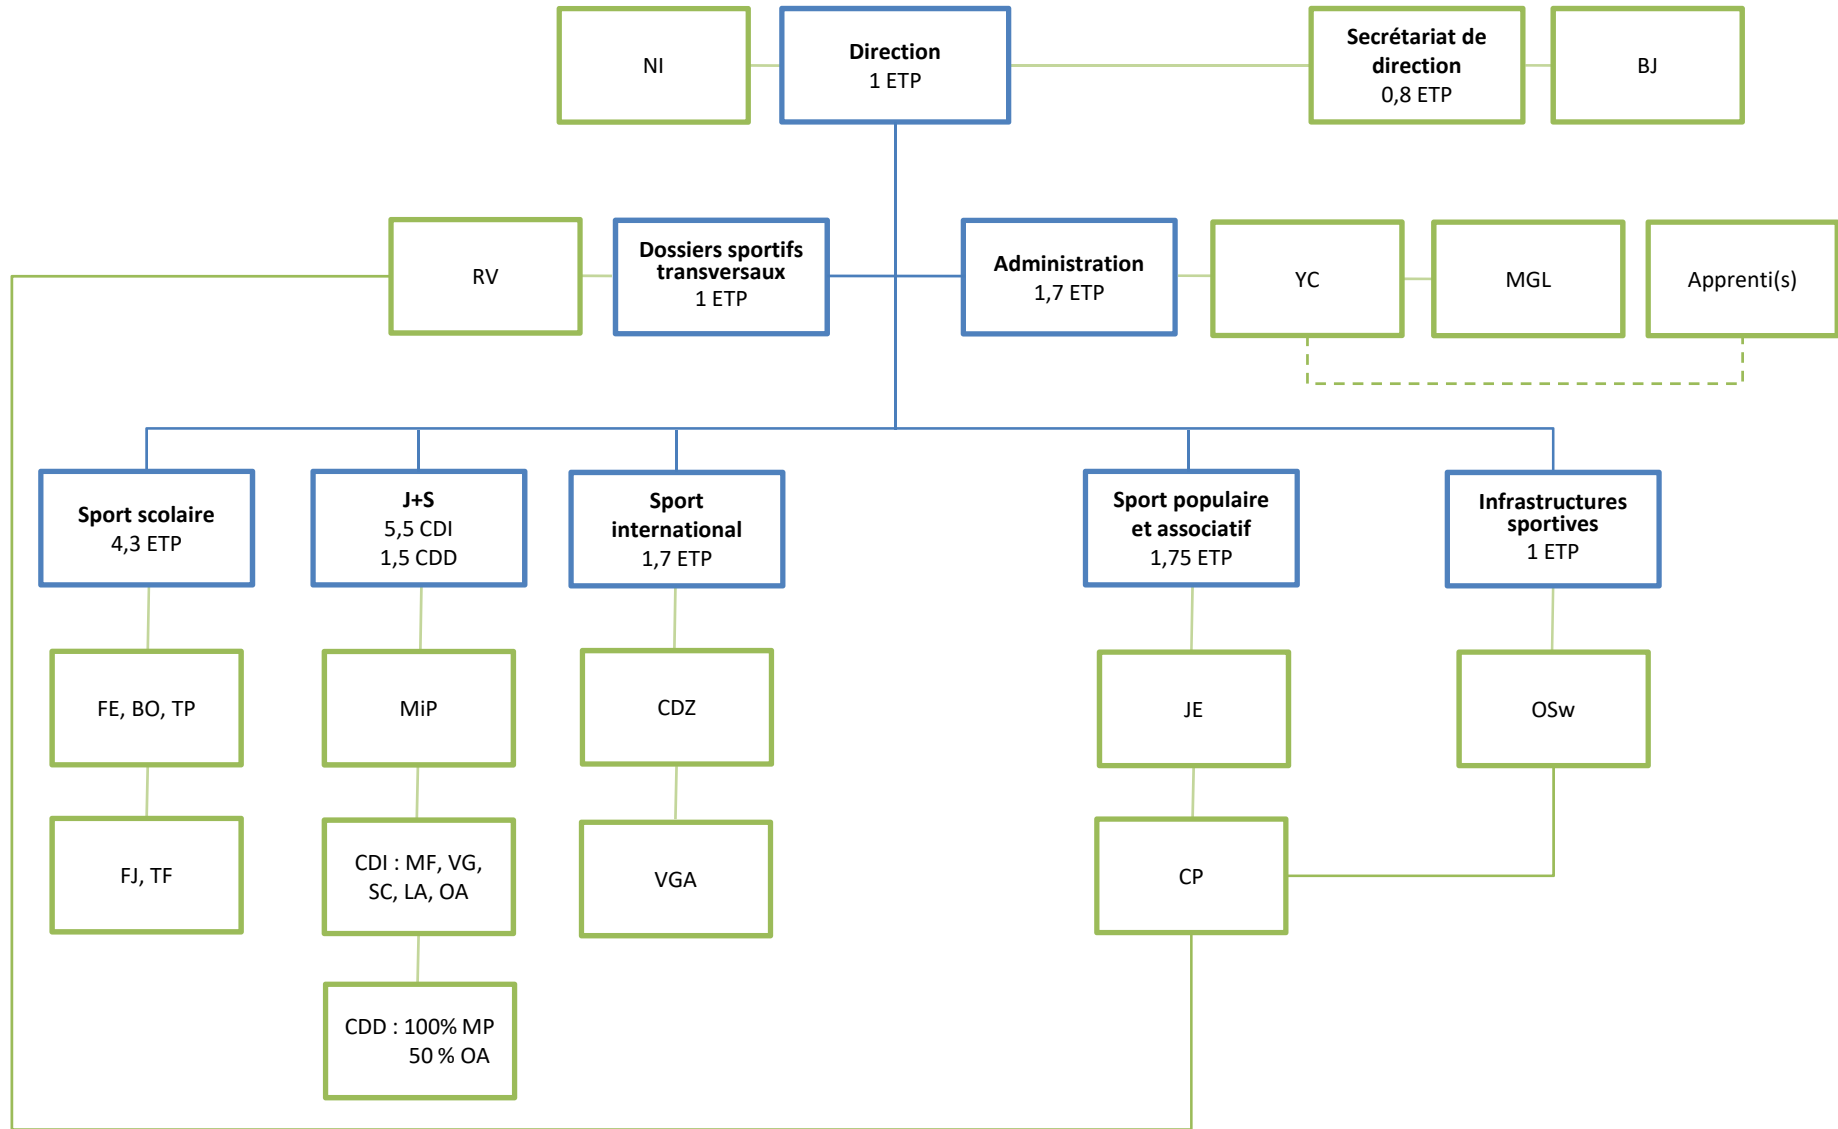 NI
Direction
1 ETP
Secrétariat de
direction
0,8 ETP
BJ
RV
Dossiers sportifs
transversaux
1 ETP
Administration
1,7 ETP
YC
MGL
Apprenti(s)
Sport scolaire
4,3 ETP
J+S
5,5 CDI
1,5 CDD
Sport
international
1,7 ETP
Sport populaire
et associatif
1,75 ETP
Infrastructures
sportives
1 ETP
FE, BO, TP
MiP
CDZ
JE
OSw
FJ, TF
CDI : MF, VG,
SC, LA, OA
VGA
CP
CDD : 100% MP
50 % OA